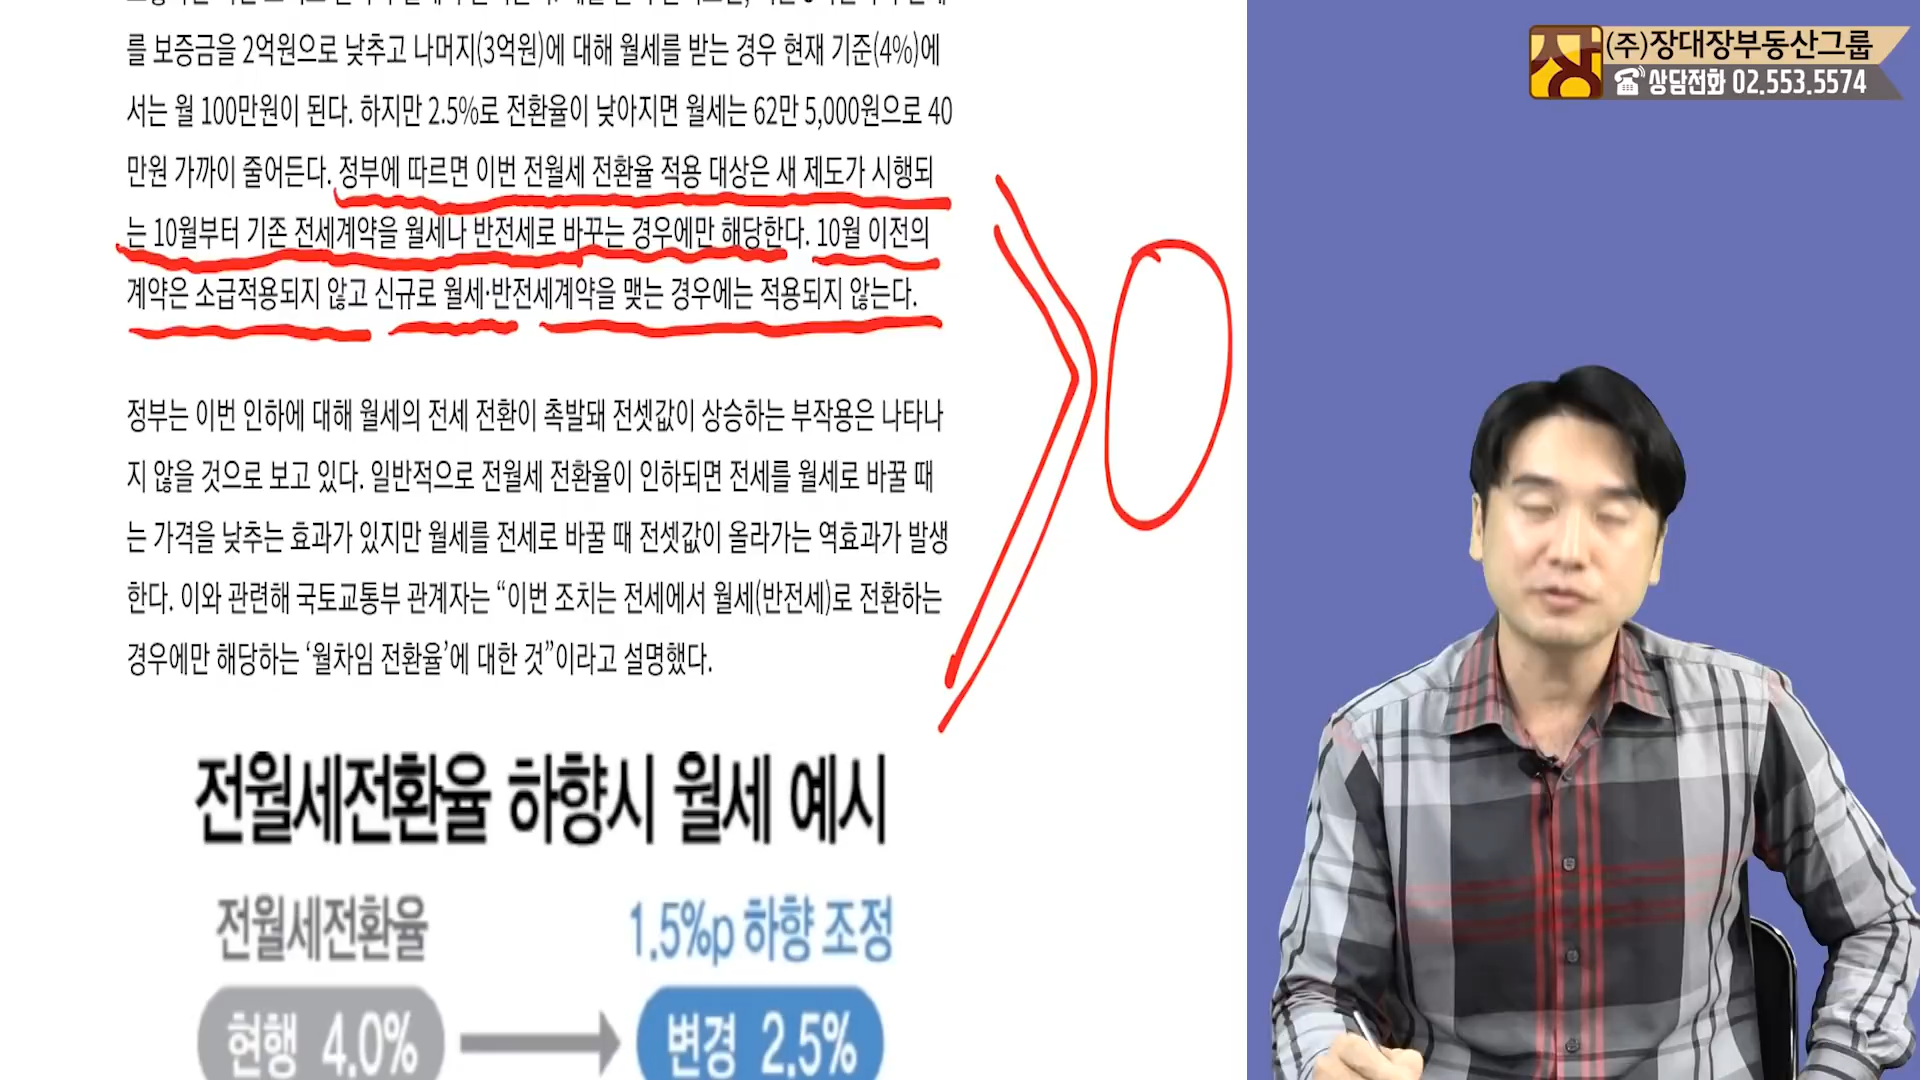 를 보증금을 2억원으로 낮추고 나머지(3억원)에 대해 월세를 받는 경우 현재 기준(4%)에
서는 월 100만원이 된다. 하지만 2.5%로 전환율이 낮아지면 월세는 62만 5,000원으로 40
만원 가까이 줄어든다. 정부에 따르면 이번 전월세 전환율 적용 대상은 새 제도가 시행되
는 10월부터 기존 전세계약을 월세나 반전세로 바꾸는 경우에만 해당한다. 10월 이전의
계약은 소급적용되지 않고 신규로 월세·반전세계약을 맺는 경우에는 적용되지 않는다.
정부는 이번 인하에 대해 월세의 전세 전환이 촉발돼 전셋값이 상승하는 부작용은 나타나
지 않을 것으로 보고 있다. 일반적으로 전월세 전환율이 인하되면 전세를 월세로 바꿀 때
는 가격을 낮추는 효과가 있지만 월세를 전세로 바꿀 때 전셋값이 올라가는 역효과가 발생
한다. 이와 관련해 국토교통부 관계자는 “이번 조치는 전세에서 월세(반전세)로 전환하는
경우에만 해당하는 ‘월차임 전환율’에 대한 것”이라고 설명했다.
전월세전환율 하향시 월세 예시
전월세전환율
1.5%p 하향 조정
현행 4.0%
변경 2.5%
장
(주)장대장부동산그룹
상담전화 02.553.5574